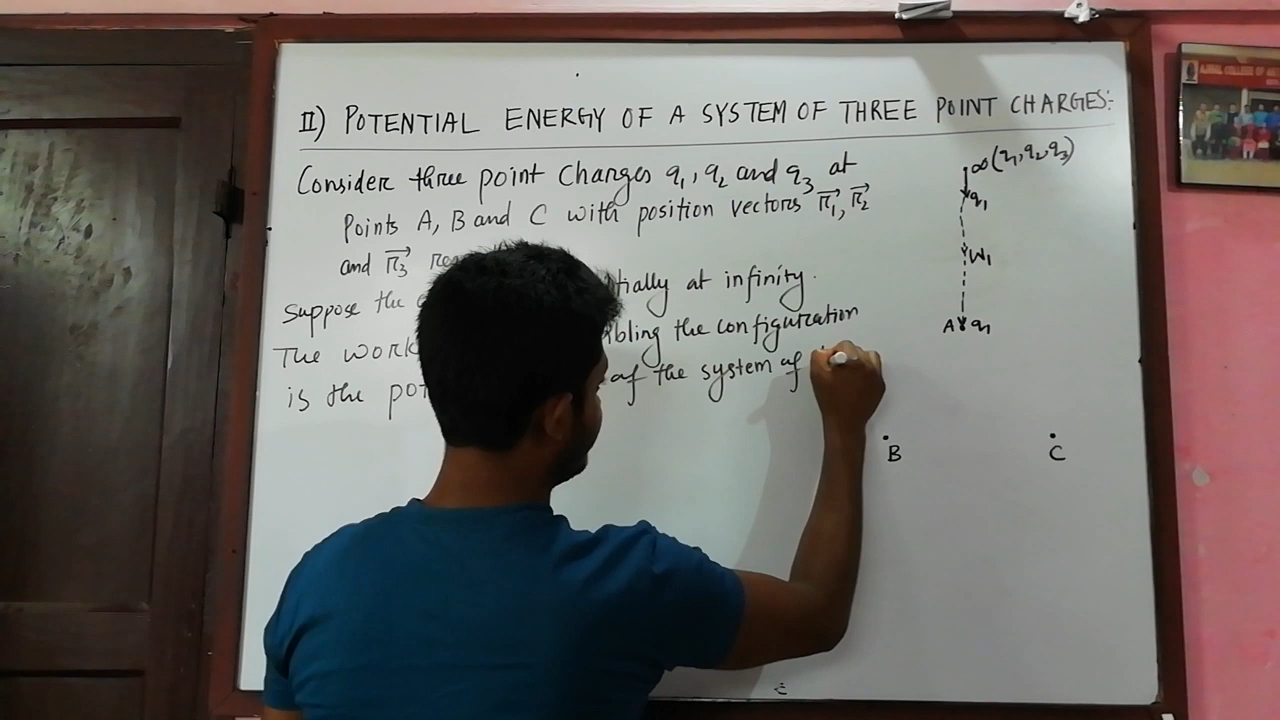 II) POTENTIAL ENERGY OF A SYSTEM OF THREE POINT CHARGES:-
Consider three point charges q₁, q₂ and q₃ at
Points A, B and C with position vectors r₁→, r₂→
and r₃→
Suppose the tially at infinity.
The work bling the configuration
is the pot of the system of
∞(q₁,q₂,q₃)
q₁
W₁
A q₁
B
C